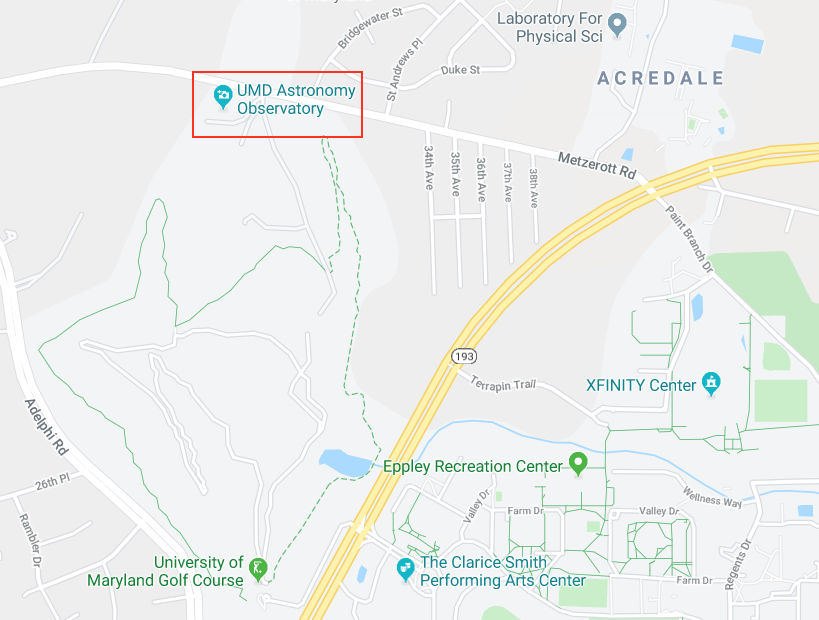 Bridgewater St
Laboratory For
Physical Sci
St Andrews Pl
Duke St
ACREDALE
UMD Astronomy
Observatory
34th Ave
35th Ave
36th Ave
37th Ave
38th Ave
Metzerott Rd
Paint Branch Dr
193
Terrapin Trail
XFINITY Center
Adelphi Rd
Eppley Recreation Center
26th Pl
Rambler Dr
Valley Dr
Farm Dr
Valley Dr
Wellness Way
Regents Dr
University of
Maryland Golf Course
The Clarice Smith
Performing Arts Center
Farm Dr